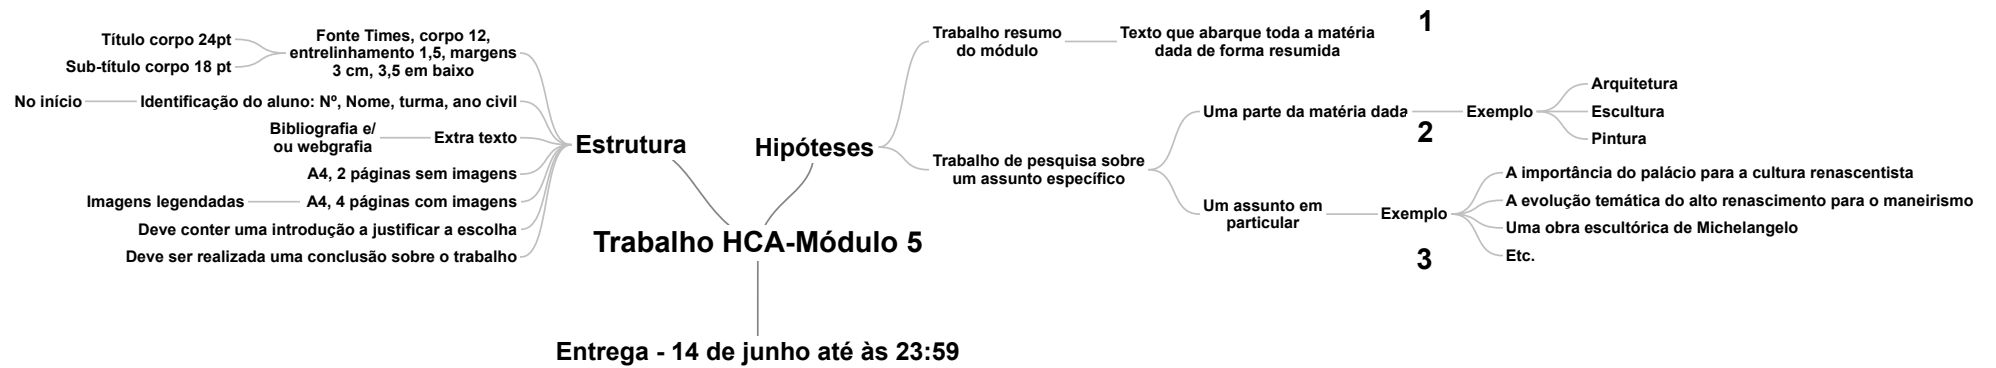 Título corpo 24pt
Sub-título corpo 18 pt
Fonte Times, corpo 12,
entrelinhamento 1,5, margens
3 cm, 3,5 em baixo
No início
Identificação do aluno: Nº, Nome, turma, ano civil
Bibliografia e/
ou webgrafia
Extra texto
A4, 2 páginas sem imagens
Imagens legendadas
A4, 4 páginas com imagens
Deve conter uma introdução a justificar a escolha
Deve ser realizada uma conclusão sobre o trabalho
Estrutura
Hipóteses
Trabalho resumo
do módulo
Texto que abarque toda a matéria
dada de forma resumida
1
Trabalho de pesquisa sobre
um assunto específico
Uma parte da matéria dada
2
Exemplo
Arquitetura
Escultura
Pintura
Um assunto em
particular
Exemplo
3
A importância do palácio para a cultura renascentista
A evolução temática do alto renascimento para o maneirismo
Uma obra escultórica de Michelangelo
Etc.
Trabalho HCA-Módulo 5
Entrega - 14 de junho até às 23:59